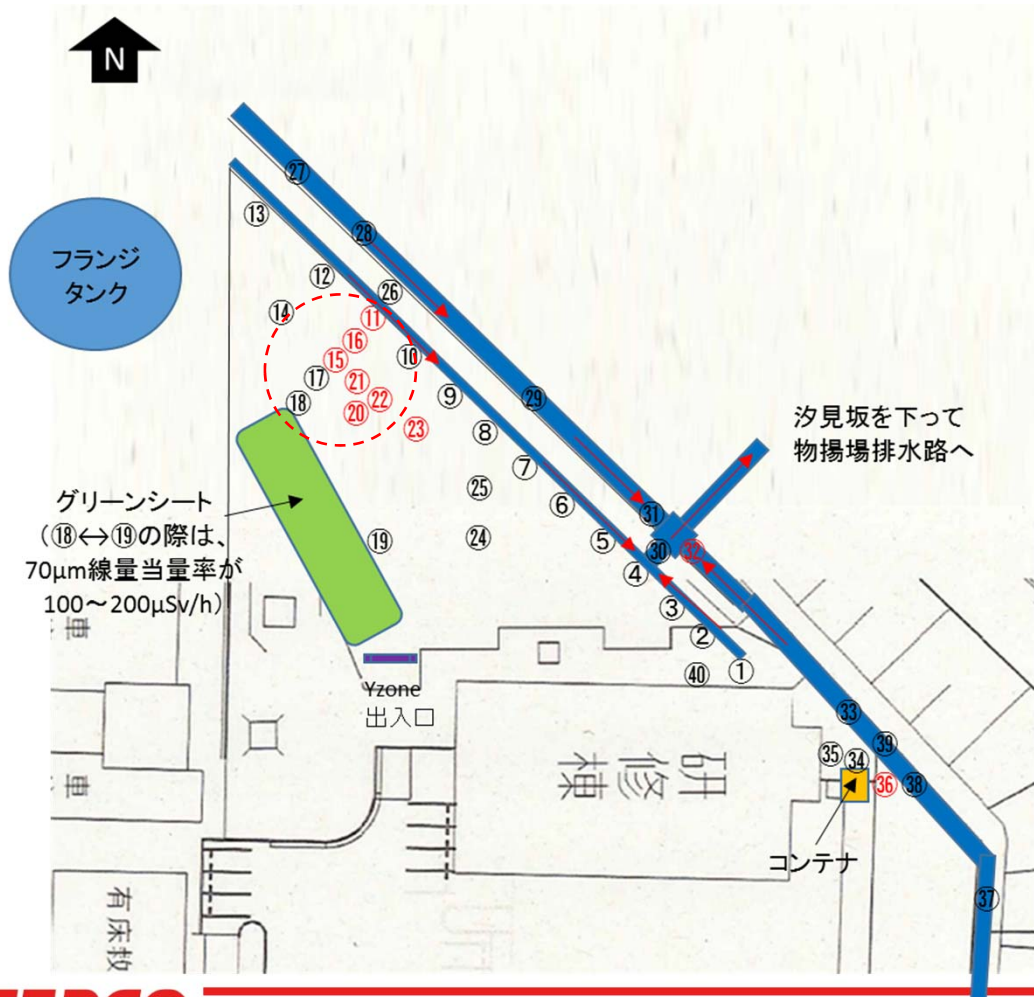 N
㉗
⑬
㉘
フランジ
タンク
⑫
㉖
⑭
⑪
⑯
⑮
⑩
⑰
㉑
⑨
㉙
⑱
㉒
⑳
㉓
⑧
汐見坂を下って
物揚場排水路へ
⑦
㉕
⑥
㉛
グリーンシート
(⑱↔⑲の際は、
70μm線量当量率が
100~200μSv/h)
⑲
㉔
⑤
㉚
㉜
④
③
②
①
㊵
Yzone
出入口
車
車
研修棟
㉝
㊴
㉟
㉞
㊱
㊳
コンテナ
㊲
有床救